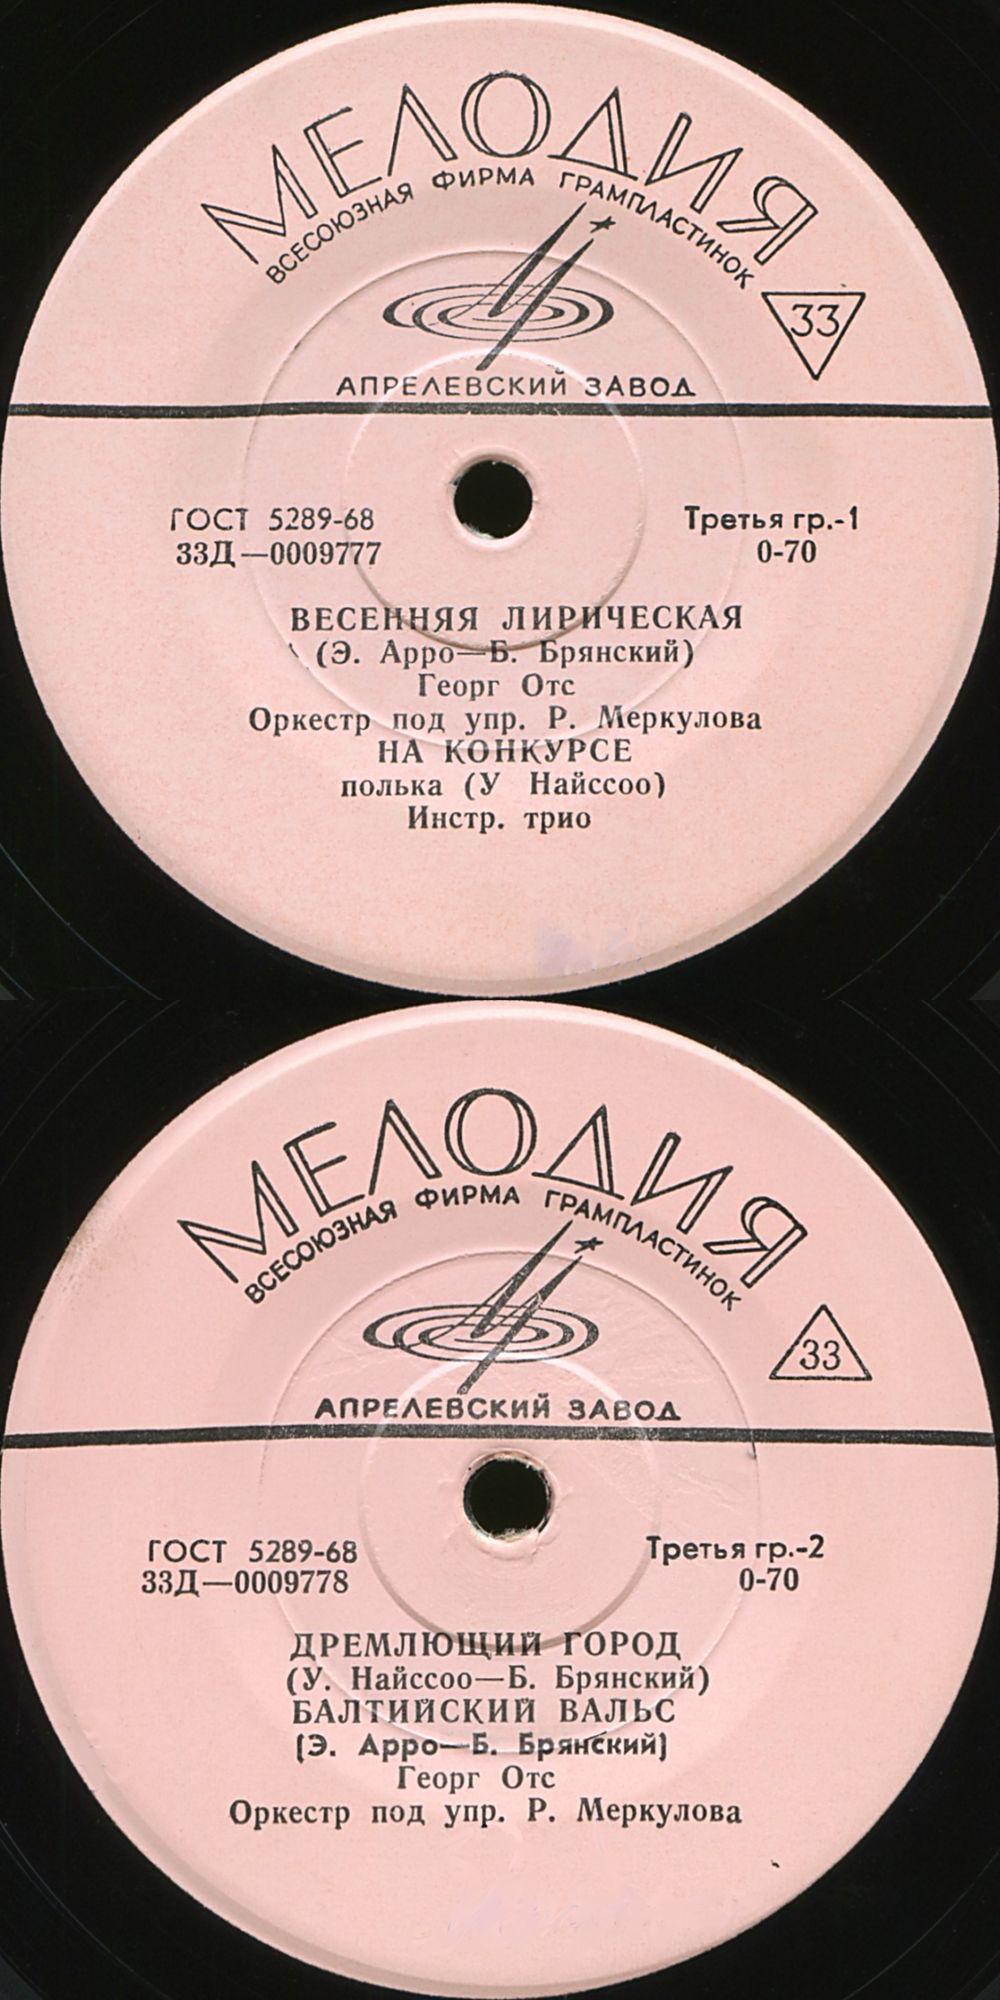 МЕЛОДИЯ
ВСЕСОЮЗНАЯ ФИРМА ГРАМПЛАСТИНОК
33
АПРЕЛЕВСКИЙ ЗАВОД
ГОСТ 5289-68
Третья гр.-1
33Д—0009777
0-70
ВЕСЕННЯЯ ЛИРИЧЕСКАЯ
(Э. Арро—Б. Брянский)
Георг Отс
Оркестр под упр. Р. Меркулова
НА КОНКУРСЕ
полька (У Найссоо)
Инстр. трио
МЕЛОДИЯ
ВСЕСОЮЗНАЯ ФИРМА ГРАМПЛАСТИНОК
33
АПРЕЛЕВСКИЙ ЗАВОД
ГОСТ 5289-68
Третья гр.-2
33Д—0009778
0-70
ДРЕМЛЮЩИЙ ГОРОД
(У. Найссоо—Б. Брянский)
БАЛТИЙСКИЙ ВАЛЬС
(Э. Арро—Б. Брянский)
Георг Отс
Оркестр под упр. Р. Меркулова